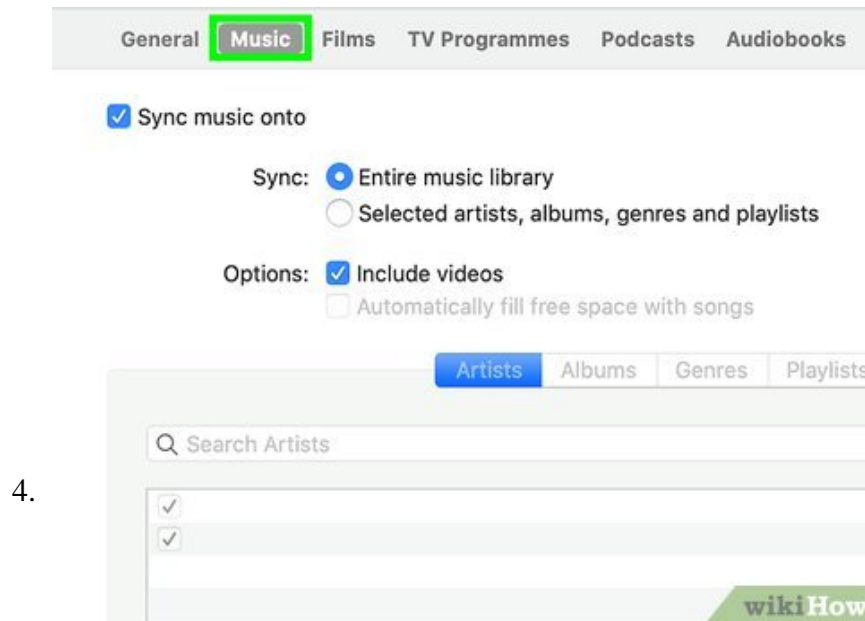 General Music Films TV Programmes Podcasts Audiobooks
Sync music onto
Sync: Entire music library
Selected artists, albums, genres and playlists
Options: Include videos
Automatically fill free space with songs
Artists Albums Genres Playlists
Search Artists
4.
wikiHow